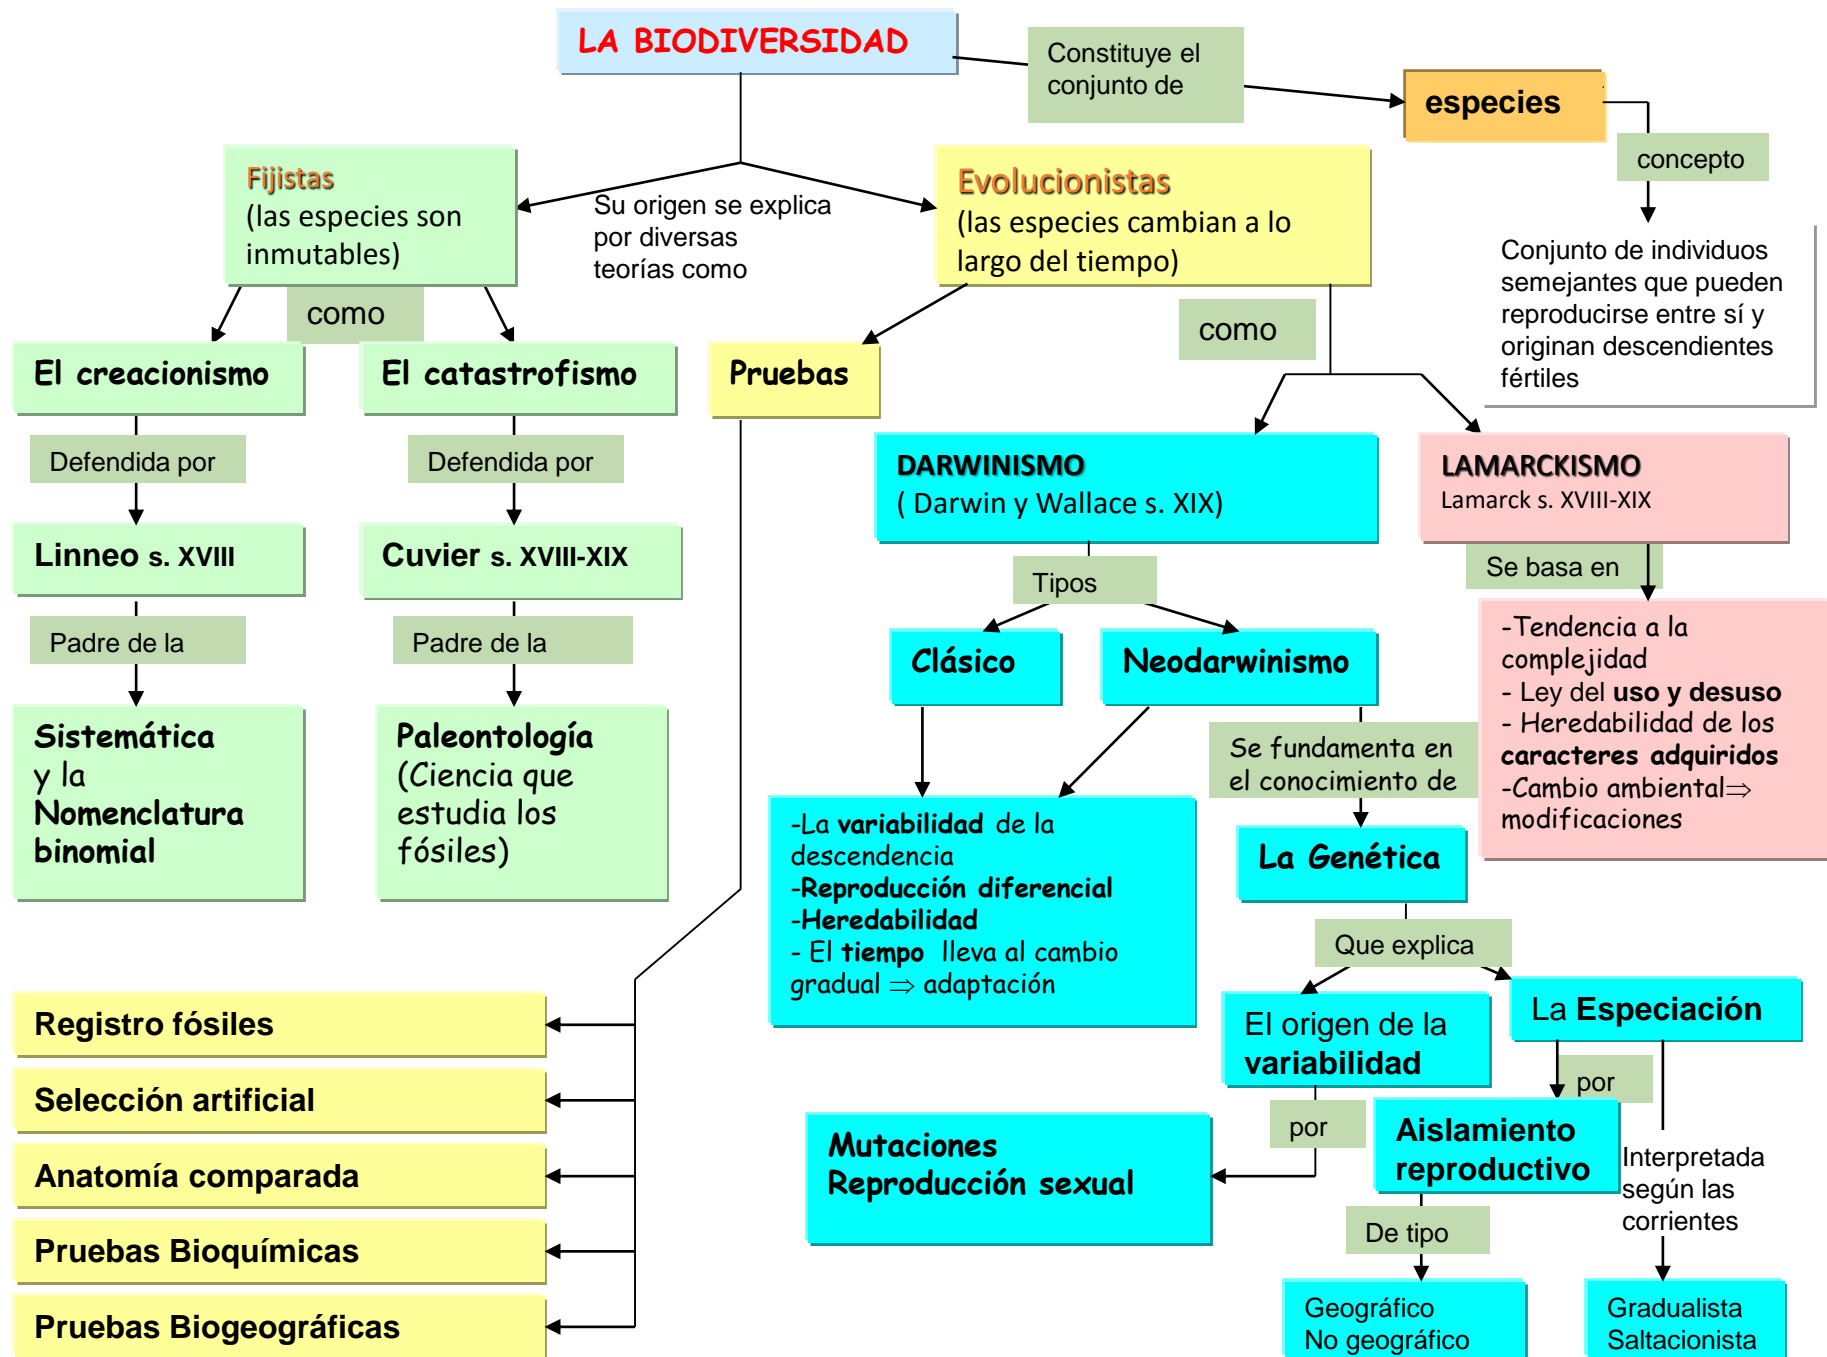 LA BIODIVERSIDAD
Constituye el
conjunto de
especies
concepto
Conjunto de individuos
semejantes que pueden
reproducirse entre sí y
originan descendientes
fértiles
Su origen se explica
por diversas
teorías como
Fijistas
(las especies son
inmutables)
como
El creacionismo
Defendida por
Linneo s. XVIII
Padre de la
Sistemática
y la
Nomenclatura
binomial
El catastrofismo
Defendida por
Cuvier s. XVIII-XIX
Padre de la
Paleontología
(Ciencia que
estudia los
fósiles)
Evolucionistas
(las especies cambian a lo
largo del tiempo)
Pruebas
Registro fósiles
Selección artificial
Anatomía comparada
Pruebas Bioquímicas
Pruebas Biogeográficas
como
DARWINISMO
( Darwin y Wallace s. XIX)
Tipos
Clásico
Neodarwinismo
-La variabilidad de la
descendencia
-Reproducción diferencial
-Heredabilidad
- El tiempo lleva al cambio
gradual ⇒ adaptación
Se fundamenta en
el conocimiento de
La Genética
Que explica
El origen de la
variabilidad
por
Mutaciones
Reproducción sexual
La Especiación
por
Aislamiento
reproductivo
De tipo
Geográfico
No geográfico
Interpretada
según las
corrientes
Gradualista
Saltacionista
LAMARCKISMO
Lamarck s. XVIII-XIX
Se basa en
-Tendencia a la
complejidad
- Ley del uso y desuso
- Heredabilidad de los
caracteres adquiridos
-Cambio ambiental⇒
modificaciones